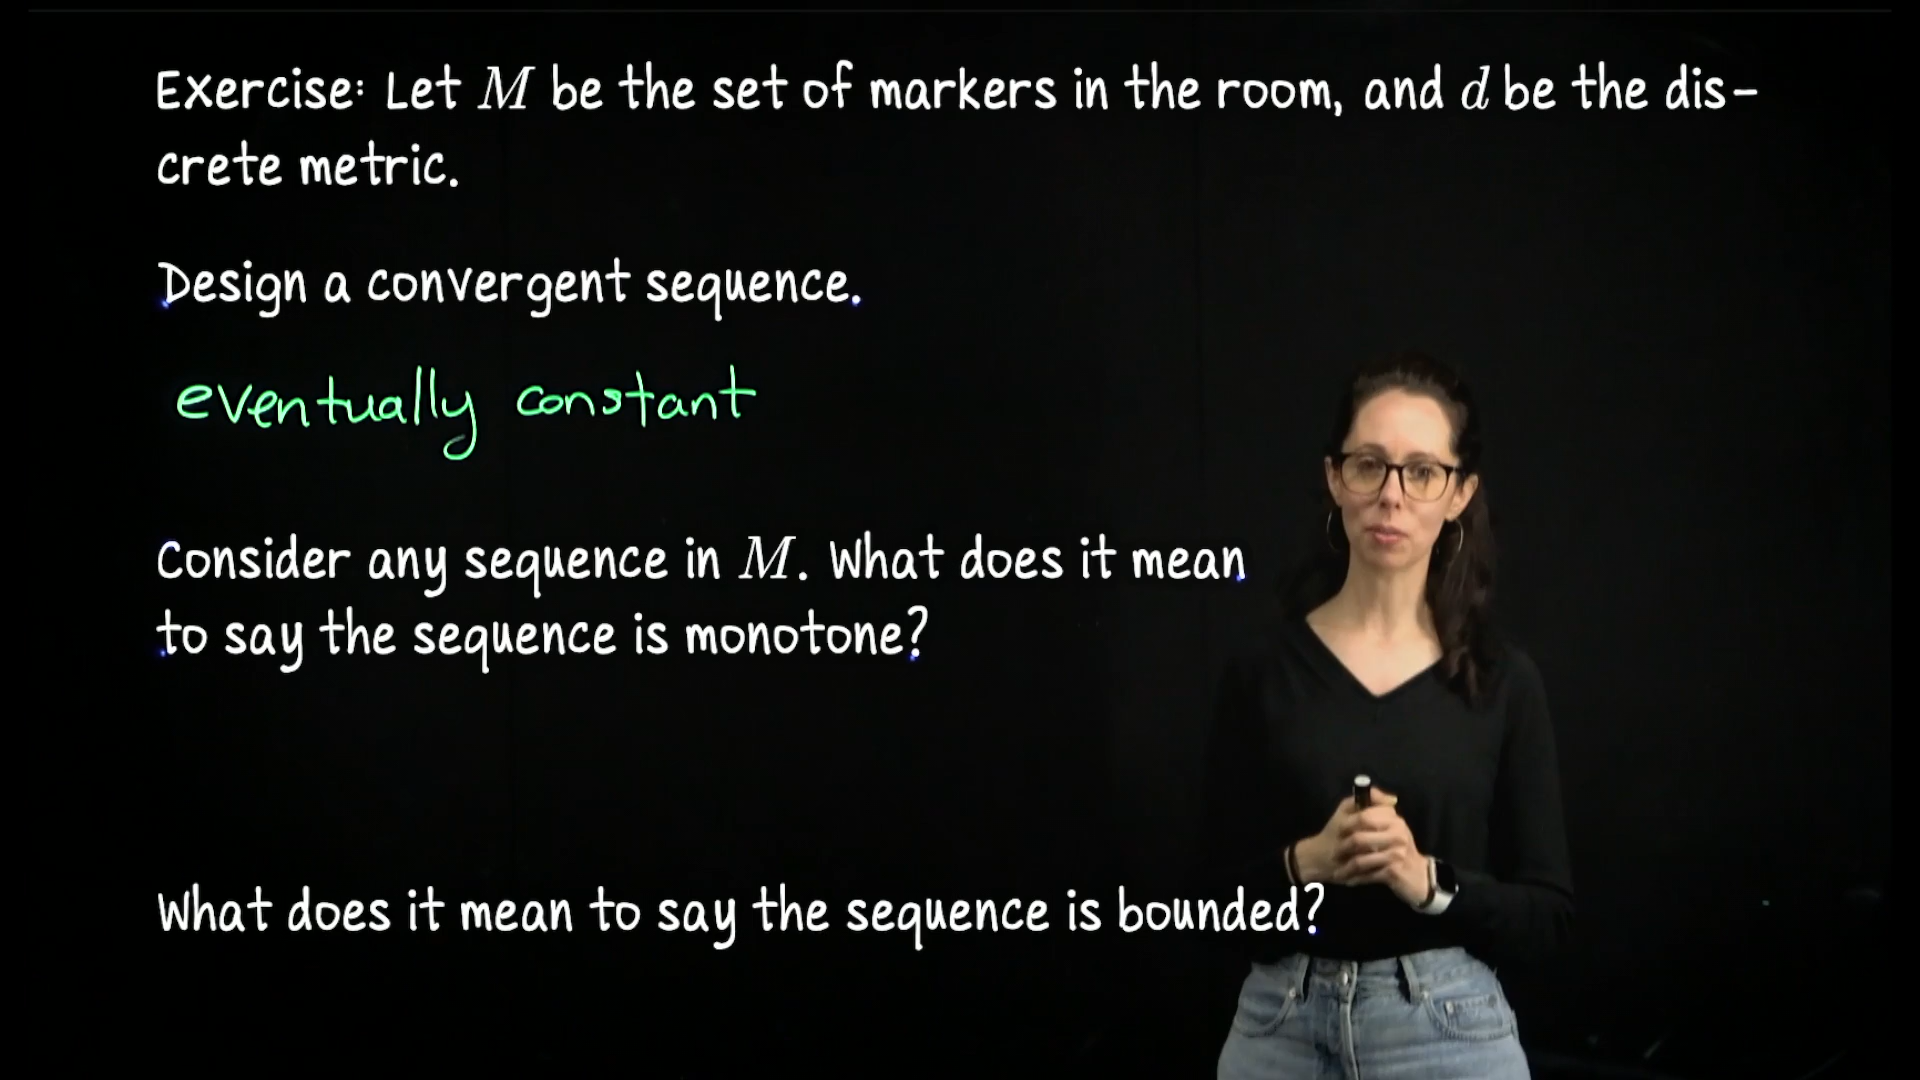 Exercise: Let M be the set of markers in the room, and d be the dis-
crete metric.
Design a convergent sequence.
eventually constant
Consider any sequence in M. What does it mean
to say the sequence is monotone?
What does it mean to say the sequence is bounded?